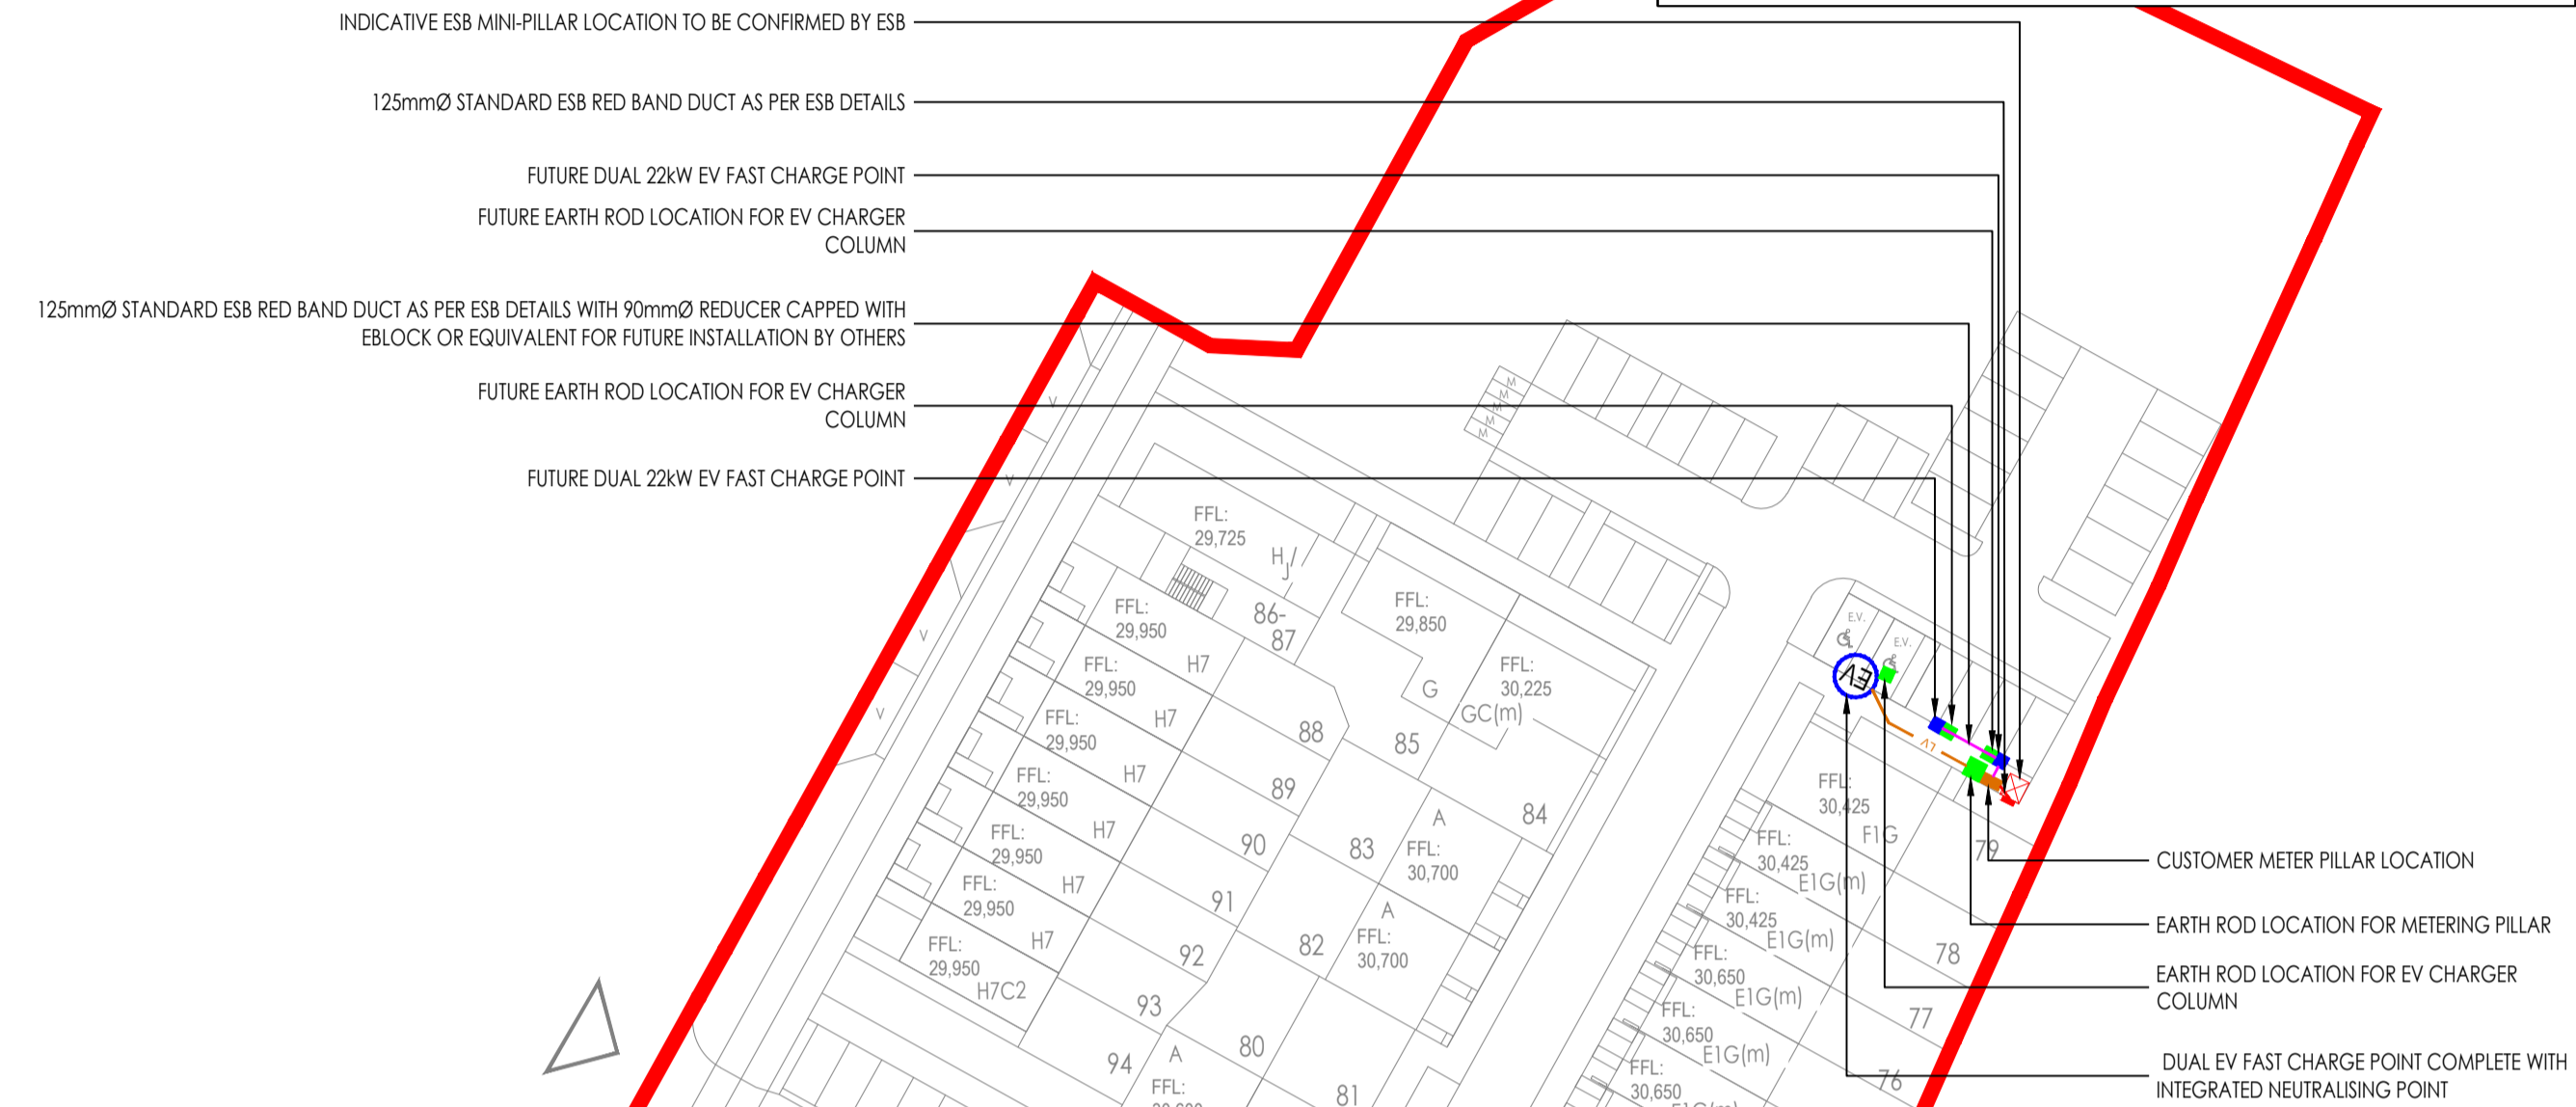 INDICATIVE ESB MINI-PILLAR LOCATION TO BE CONFIRMED BY ESB
125mmØ STANDARD ESB RED BAND DUCT AS PER ESB DETAILS
FUTURE DUAL 22kW EV FAST CHARGE POINT
FUTURE EARTH ROD LOCATION FOR EV CHARGER
COLUMN
125mmØ STANDARD ESB RED BAND DUCT AS PER ESB DETAILS WITH 90mmØ REDUCER CAPPED WITH
EBLOCK OR EQUIVALENT FOR FUTURE INSTALLATION BY OTHERS
FUTURE EARTH ROD LOCATION FOR EV CHARGER
COLUMN
FUTURE DUAL 22kW EV FAST CHARGE POINT
M
M
M
M
M
V
V
V
V
FFL:
29,725
H/
J
86-
87
FFL:
29,850
G
FFL:
30,225
GC(m)
FFL:
29,950
H7
FFL:
29,950
H7
FFL:
29,950
H7
FFL:
29,950
H7
FFL:
29,950
H7
FFL:
29,950
H7
FFL:
29,950
H7C2
88
89
90
91
92
93
94
85
84
83
82
80
81
A
FFL:
30,700
A
FFL:
30,700
A
FFL:
E.V.
E.V.
EV
LV
FFL:
30,425
F1G
79
FFL:
30,425
E1G(m)
FFL:
30,425
E1G(m)
78
FFL:
30,650
E1G(m)
77
FFL:
30,650
E1G(m)
76
FFL:
30,650
E1G(m)
CUSTOMER METER PILLAR LOCATION
EARTH ROD LOCATION FOR METERING PILLAR
EARTH ROD LOCATION FOR EV CHARGER
COLUMN
DUAL EV FAST CHARGE POINT COMPLETE WITH
INTEGRATED NEUTRALISING POINT